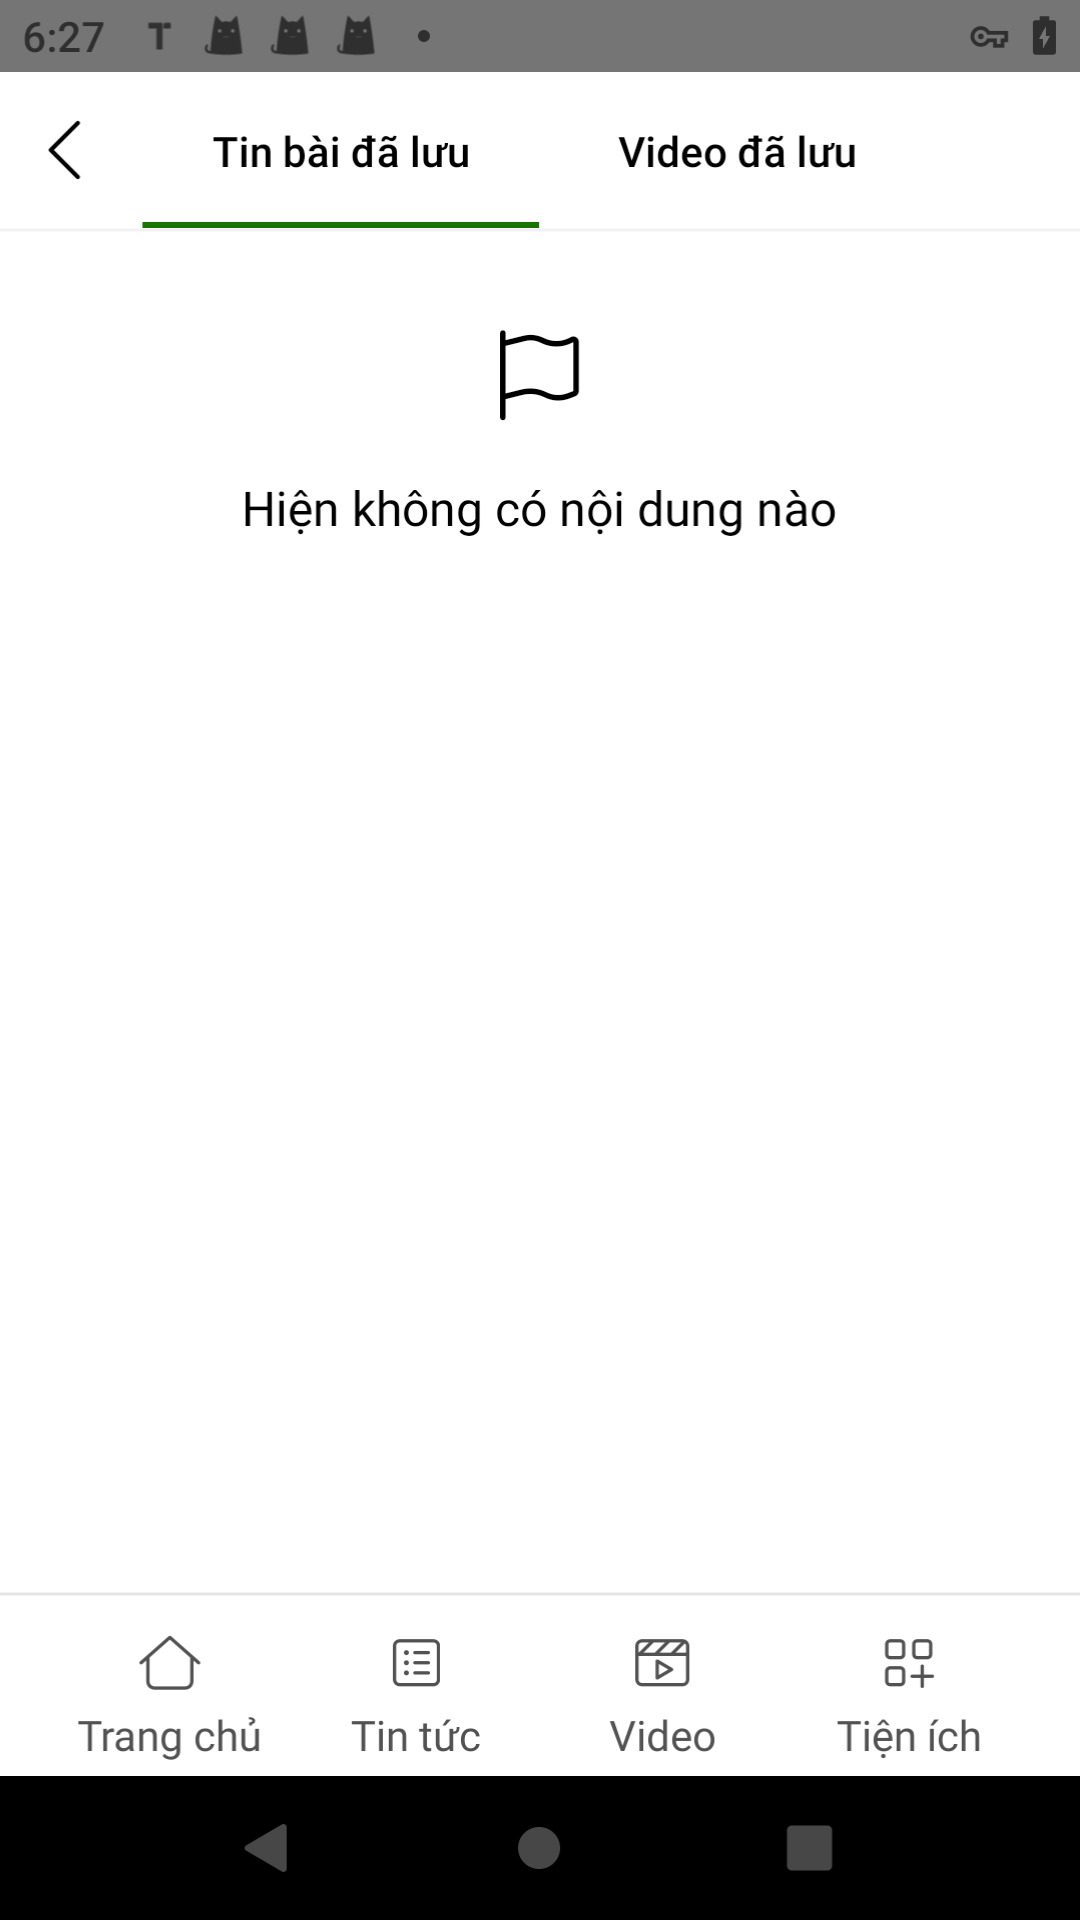 6:27
Tin bài đã lưu
Video đã lưu
Hiện không có nội dung nào
Trang chủ
Tin tức
Video
Tiện ích